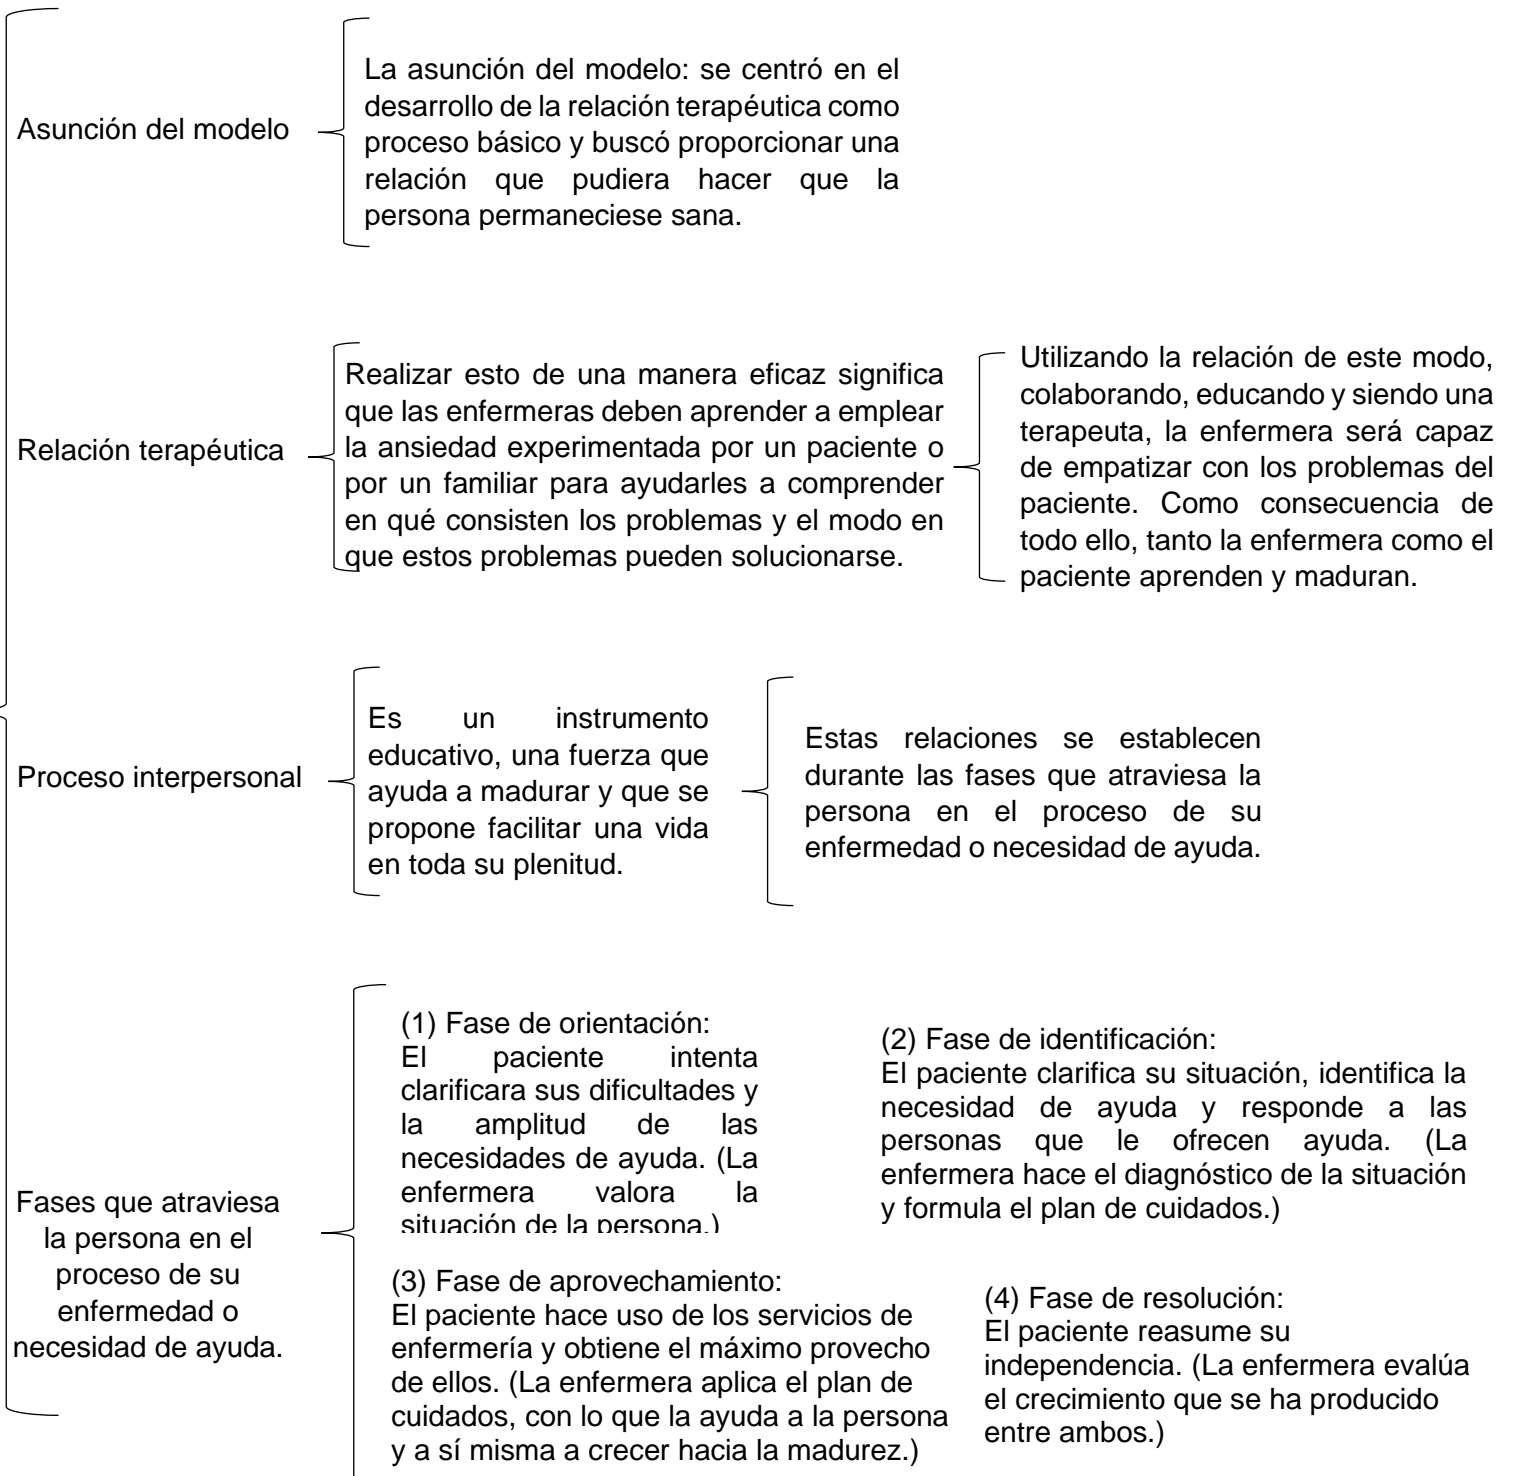 Asunción del modelo
La asunción del modelo: se centró en el
desarrollo de la relación terapéutica como
proceso básico y buscó proporcionar una
relación que pudiera hacer que la
persona permaneciese sana.
Relación terapéutica
Realizar esto de una manera eficaz significa
que las enfermeras deben aprender a emplear
la ansiedad experimentada por un paciente o
por un familiar para ayudarles a comprender
en qué consisten los problemas y el modo en
que estos problemas pueden solucionarse.
Utilizando la relación de este modo,
colaborando, educando y siendo una
terapeuta, la enfermera será capaz
de empatizar con los problemas del
paciente. Como consecuencia de
todo ello, tanto la enfermera como el
paciente aprenden y maduran.
Proceso interpersonal
Es un instrumento
educativo, una fuerza que
ayuda a madurar y que se
propone facilitar una vida
en toda su plenitud.
Estas relaciones se establecen
durante las fases que atraviesa la
persona en el proceso de su
enfermedad o necesidad de ayuda.
Fases que atraviesa
la persona en el
proceso de su
enfermedad o
necesidad de ayuda.
(1) Fase de orientación:
El paciente intenta
clarificara sus dificultades y
la amplitud de las
necesidades de ayuda. (La
enfermera valora la
situación de la persona.)
(2) Fase de identificación:
El paciente clarifica su situación, identifica la
necesidad de ayuda y responde a las
personas que le ofrecen ayuda. (La
enfermera hace el diagnóstico de la situación
y formula el plan de cuidados.)
(3) Fase de aprovechamiento:
El paciente hace uso de los servicios de
enfermería y obtiene el máximo provecho
de ellos. (La enfermera aplica el plan de
cuidados, con lo que la ayuda a la persona
y a sí misma a crecer hacia la madurez.)
(4) Fase de resolución:
El paciente reasume su
independencia. (La enfermera evalúa
el crecimiento que se ha producido
entre ambos.)